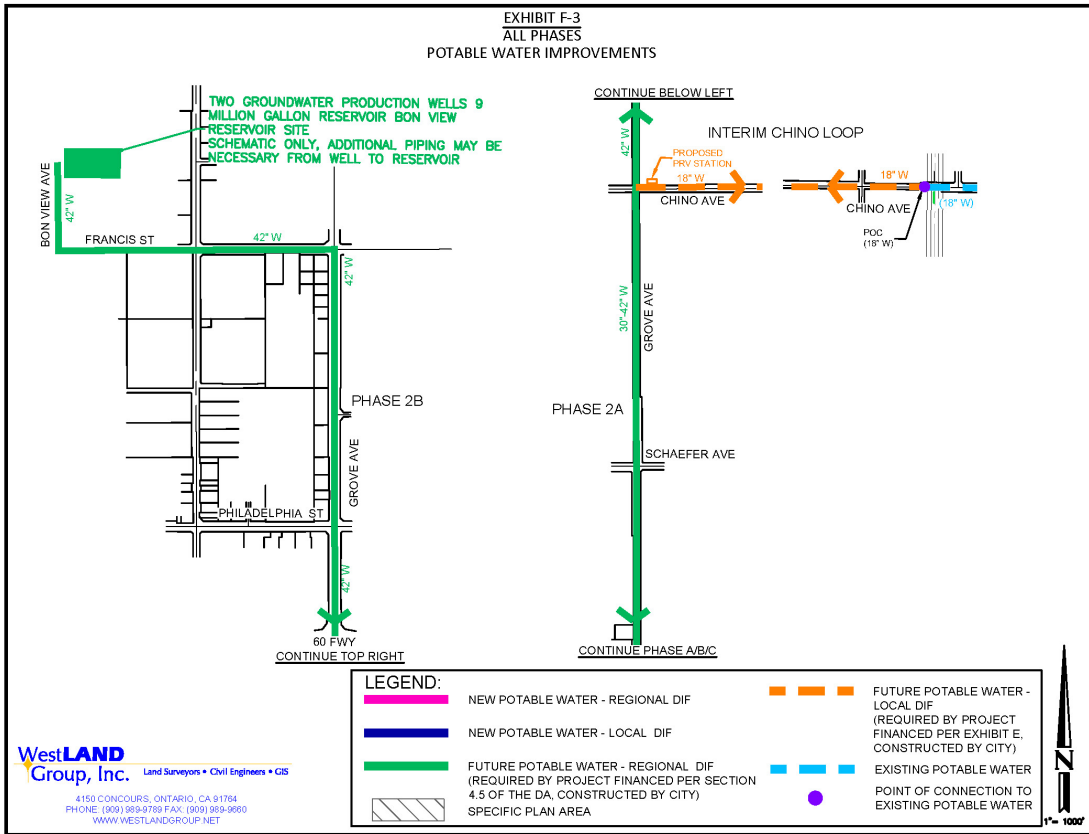 EXHIBIT F-3
ALL PHASES
POTABLE WATER IMPROVEMENTS
TWO GROUNDWATER PRODUCTION WELLS 9
MILLION GALLON RESERVOIR BON VIEW
RESERVOIR SITE
SCHEMATIC ONLY, ADDITIONAL PIPING MAY BE
NECESSARY FROM WELL TO RESERVOIR
BON VIEW AVE
42" W
FRANCIS ST
42" W
42" W
PHASE 2B
GROVE AVE
PHILADELPHIA ST
42" W
60 FWY
CONTINUE TOP RIGHT
CONTINUE BELOW LEFT
42" W
INTERIM CHINO LOOP
PROPOSED
PRV STATION
18" W
CHINO AVE
18" W
CHINO AVE
(18" W)
POC
(18" W)
30"-42" W
GROVE AVE
PHASE 2A
SCHAEFER AVE
CONTINUE PHASE A/B/C
LEGEND:
NEW POTABLE WATER - REGIONAL DIF
NEW POTABLE WATER - LOCAL DIF
FUTURE POTABLE WATER - REGIONAL DIF
(REQUIRED BY PROJECT FINANCED PER SECTION
4.5 OF THE DA, CONSTRUCTED BY CITY)
SPECIFIC PLAN AREA
FUTURE POTABLE WATER -
LOCAL DIF
(REQUIRED BY PROJECT
FINANCED PER EXHIBIT E,
CONSTRUCTED BY CITY)
EXISTING POTABLE WATER
POINT OF CONNECTION TO
EXISTING POTABLE WATER
N
1"= 1000'
WestLAND
Group, Inc.
Land Surveyors • Civil Engineers • GIS
4150 CONCOURS, ONTARIO, CA 91764
PHONE: (909) 989-9789 FAX: (909) 989-9660
WWW.WESTLANDGROUP.NET